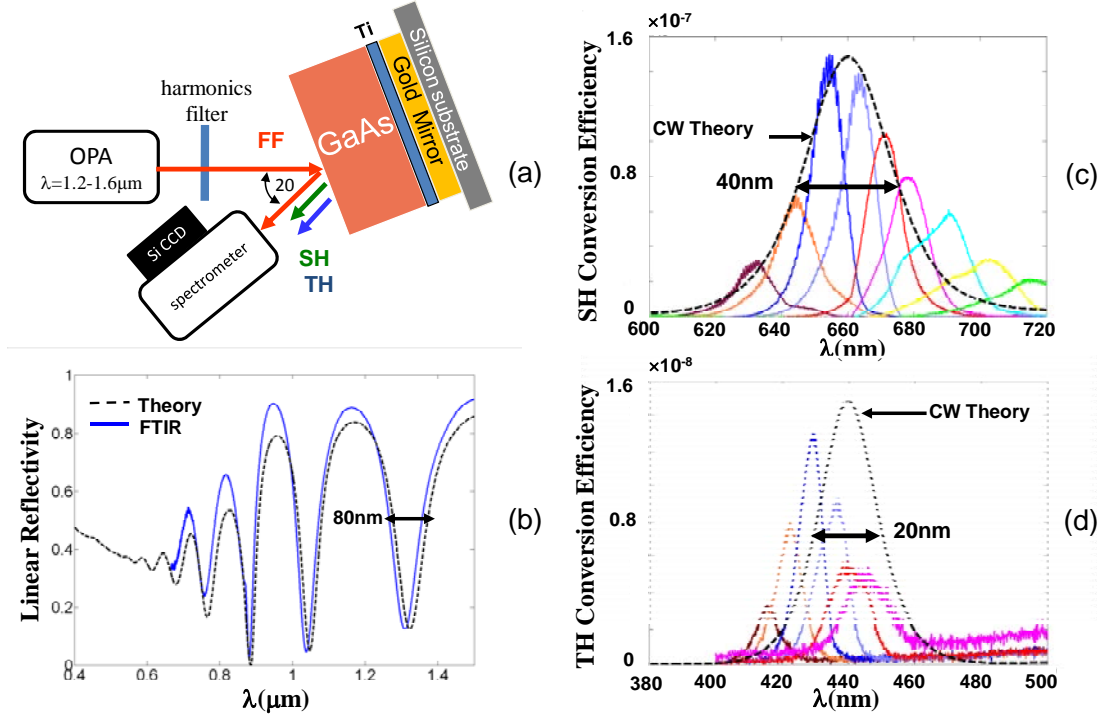 OPA
λ=1.2-1.6μm
harmonics
filter
FF
20
Si CCD
spectrometer
SH
TH
GaAs
Ti
Gold Mirror
Silicon substrate
(a)
Linear Reflectivity
1
0.8
0.6
0.4
0.2
0
Theory
FTIR
80nm
(b)
0.4 0.6 0.8 1 1.2 1.4
λ(μm)
SH Conversion Efficiency
×10-7
1.6
0.8
0
CW Theory
40nm
(c)
600 620 640 660 680 700 720
λ(nm)
TH Conversion Efficiency
×10-8
1.6
0.8
0
CW Theory
20nm
(d)
380 400 420 440 460 480 500
λ(nm)